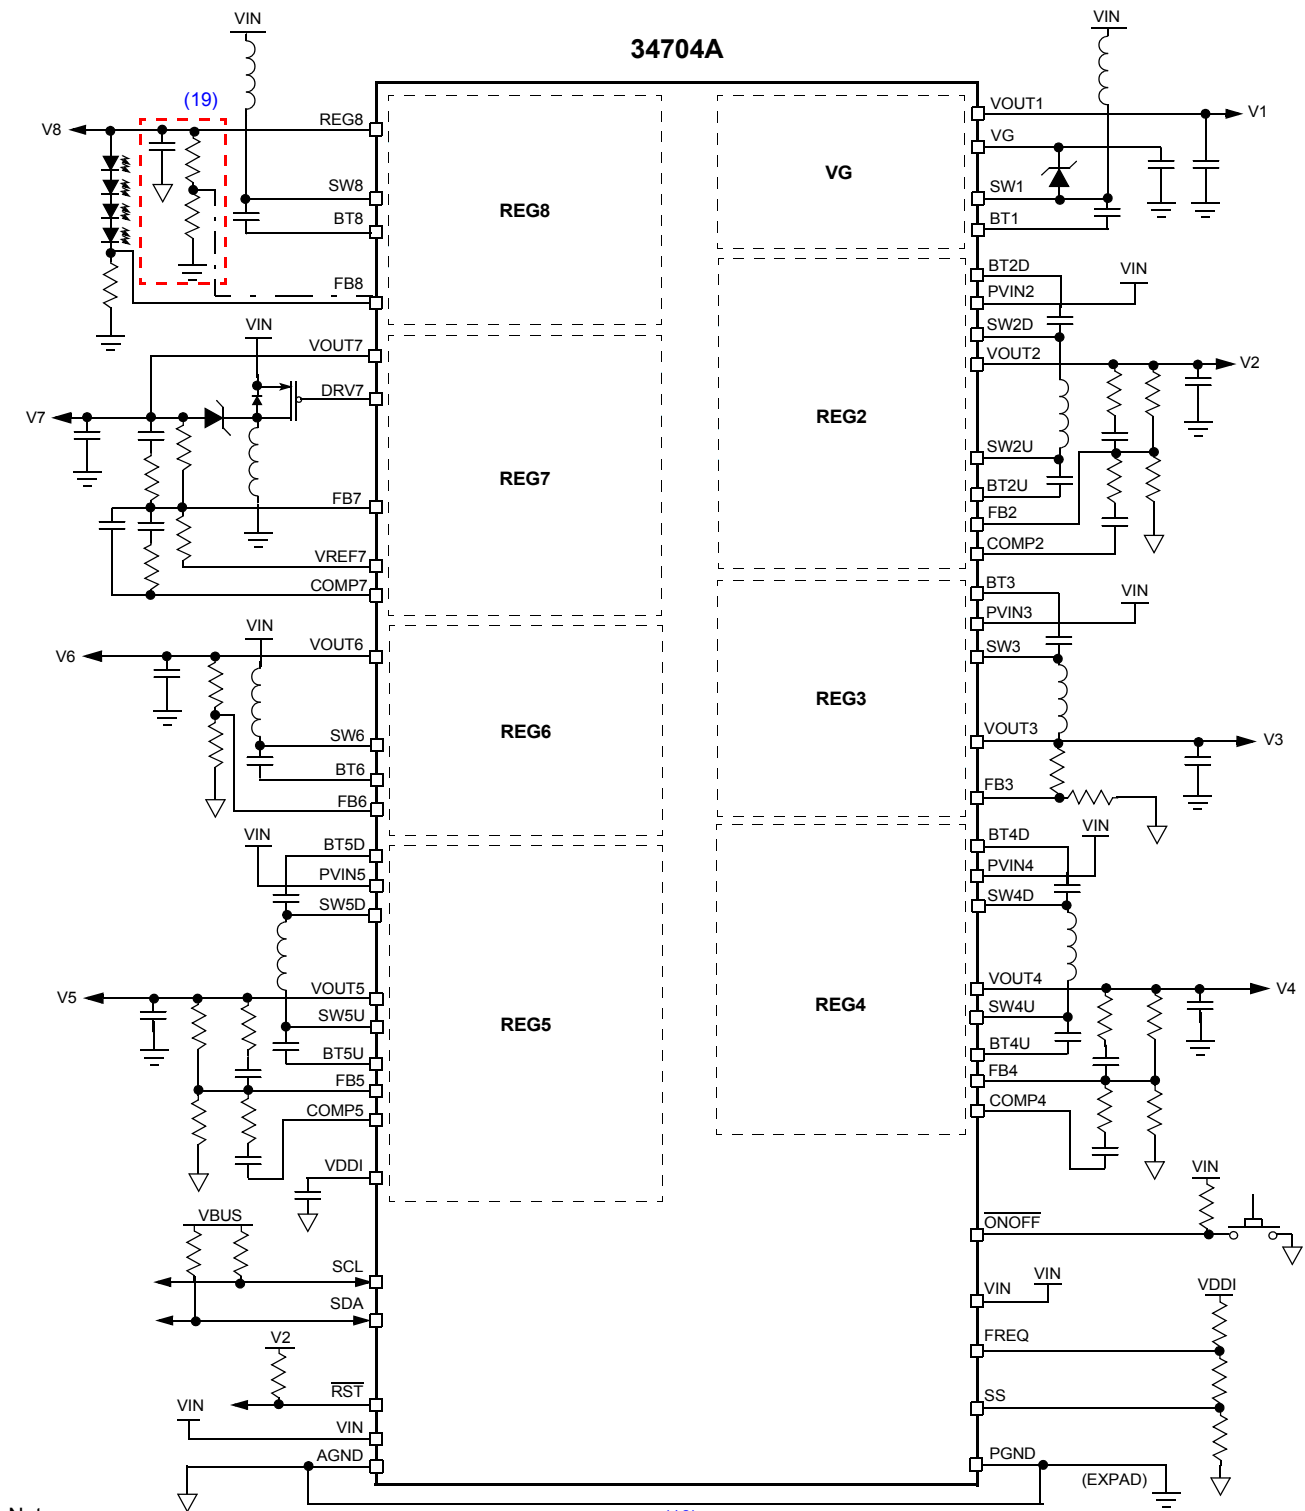 34704A
VIN
VIN
(19)
V8
REG8
SW8
BT8
FB8
REG8
VG
VOUT1
V1
VG
SW1
BT1
VIN
VOUT7
DRV7
V7
FB7
VREF7
COMP7
REG7
REG2
BT2D
PVIN2
VIN
SW2D
VOUT2
V2
SW2U
BT2U
FB2
COMP2
VIN
VOUT6
V6
SW6
BT6
FB6
REG6
REG3
BT3
PVIN3
VIN
SW3
VOUT3
V3
FB3
VIN
BT5D
PVIN5
SW5D
V5
VOUT5
SW5U
BT5U
FB5
COMP5
VDDI
REG5
REG4
BT4D
VIN
PVIN4
SW4D
VOUT4
V4
SW4U
BT4U
FB4
COMP4
VBUS
SCL
SDA
V2
RST
VIN
VIN
AGND
VIN
ONOFF
VIN
VIN
VDDI
FREQ
SS
PGND
(EXPAD)